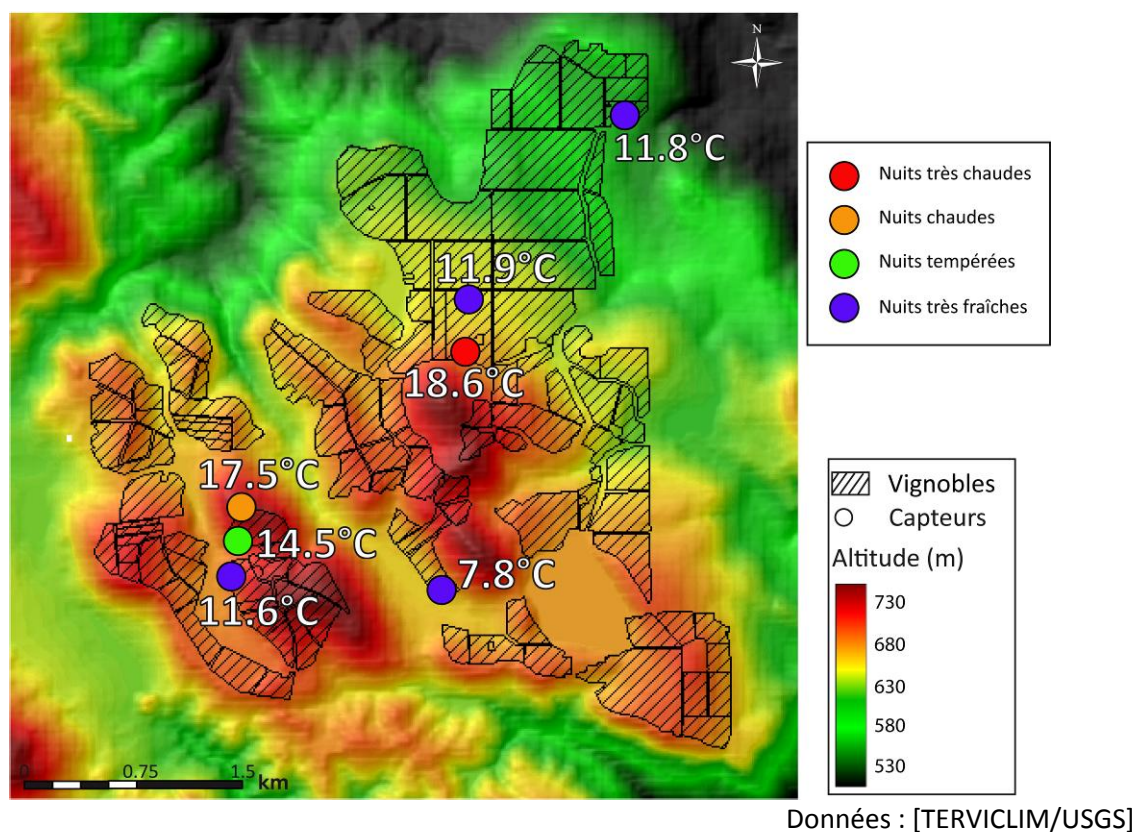 N
11.8°C
11.9°C
18.6°C
17.5°C
14.5°C
7.8°C
11.6°C
0 0.75 1.5
km
Nuits très chaudes
Nuits chaudes
Nuits tempérées
Nuits très fraîches
Vignobles
Capteurs
Altitude (m)
730
680
630
580
530
Données : [TERVICLIM/USGS]